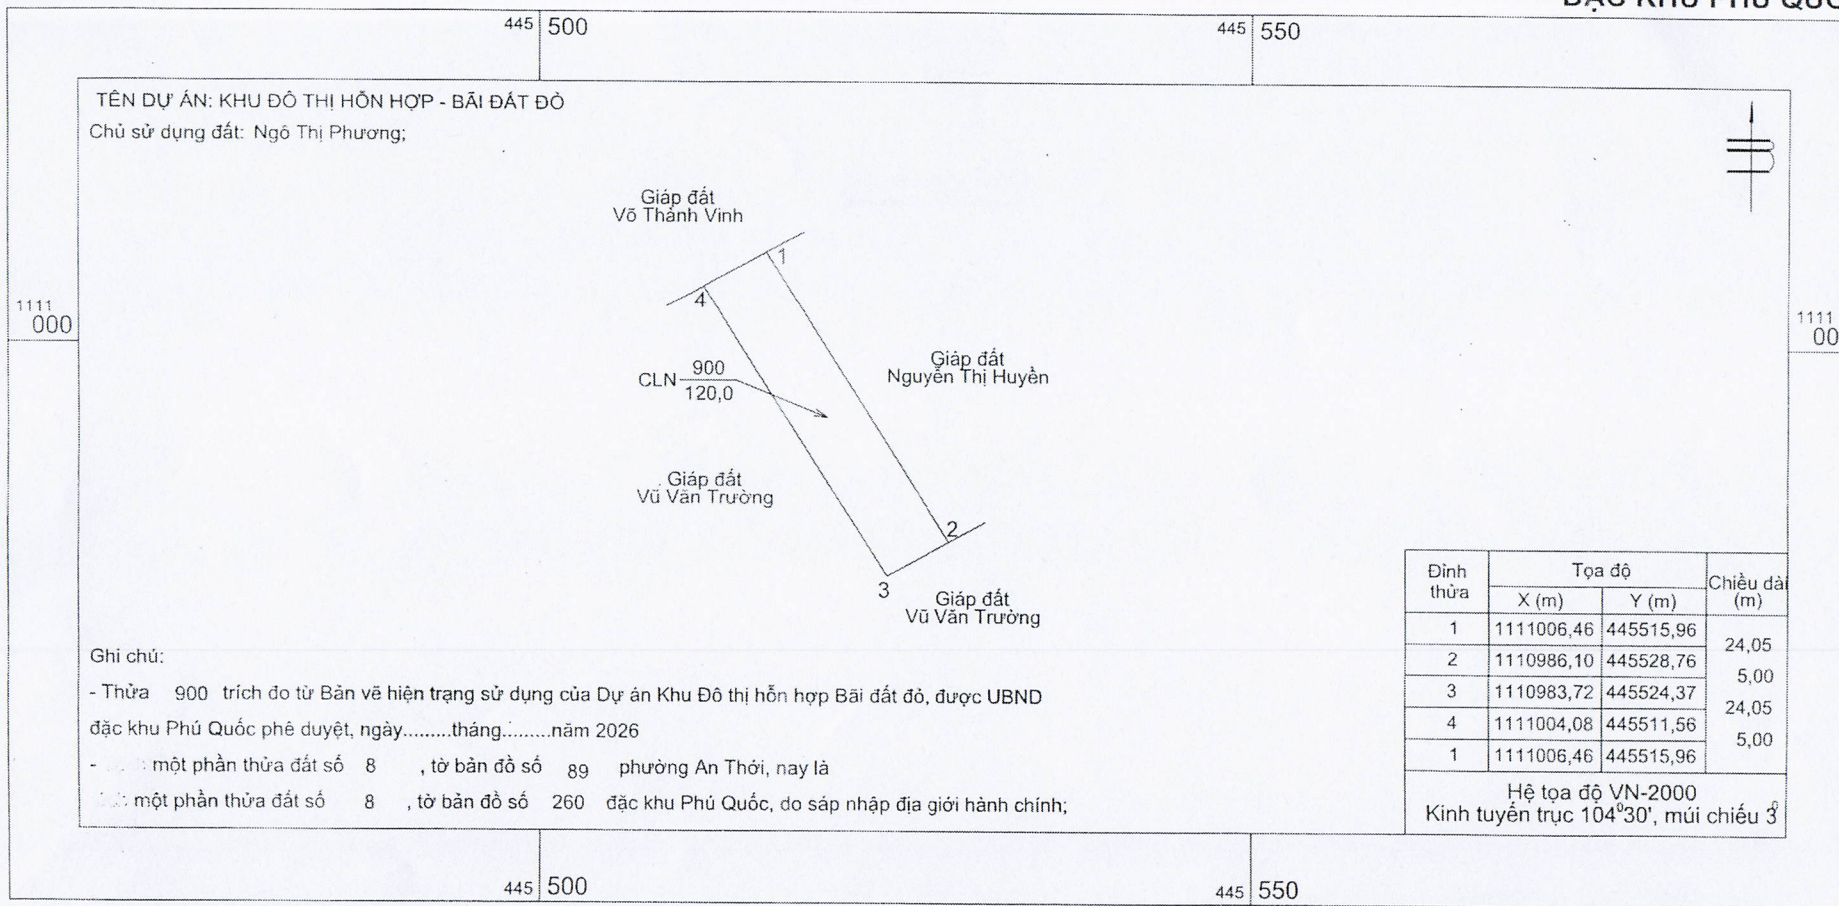 ĐẶC KHU PHÚ QUỐC
445 500
445 550
TÊN DỰ ÁN: KHU ĐÔ THỊ HỖN HỢP - BÃI ĐẤT ĐỎ
Chủ sử dụng đất: Ngô Thị Phương;
Giáp đất
Võ Thành Vinh
1
4
1111
000
1111
00
Giáp đất
Nguyễn Thị Huyền
CLN 900
120,0
Giáp đất
Vũ Văn Trường
2
3
Giáp đất
Vũ Văn Trường
Đỉnh thửa Tọa độ Chiều dài (m)
X (m) Y (m)
1 1111006,46 445515,96
24,05
2 1110986,10 445528,76
5,00
3 1110983,72 445524,37
24,05
4 1111004,08 445511,56
5,00
1 1111006,46 445515,96
Hệ tọa độ VN-2000
Kinh tuyến trục 104⁰30', múi chiếu 3⁰
Ghi chú:
- Thửa 900 trích đo từ Bản vẽ hiện trạng sử dụng của Dự án Khu Đô thị hỗn hợp Bãi đất đỏ, được UBND
đặc khu Phú Quốc phê duyệt, ngày.........tháng.........năm 2026
- một phần thửa đất số 8 , tờ bản đồ số 89 phường An Thới, nay là
một phần thửa đất số 8 , tờ bản đồ số 260 đặc khu Phú Quốc, do sáp nhập địa giới hành chính;
445 500
445 550